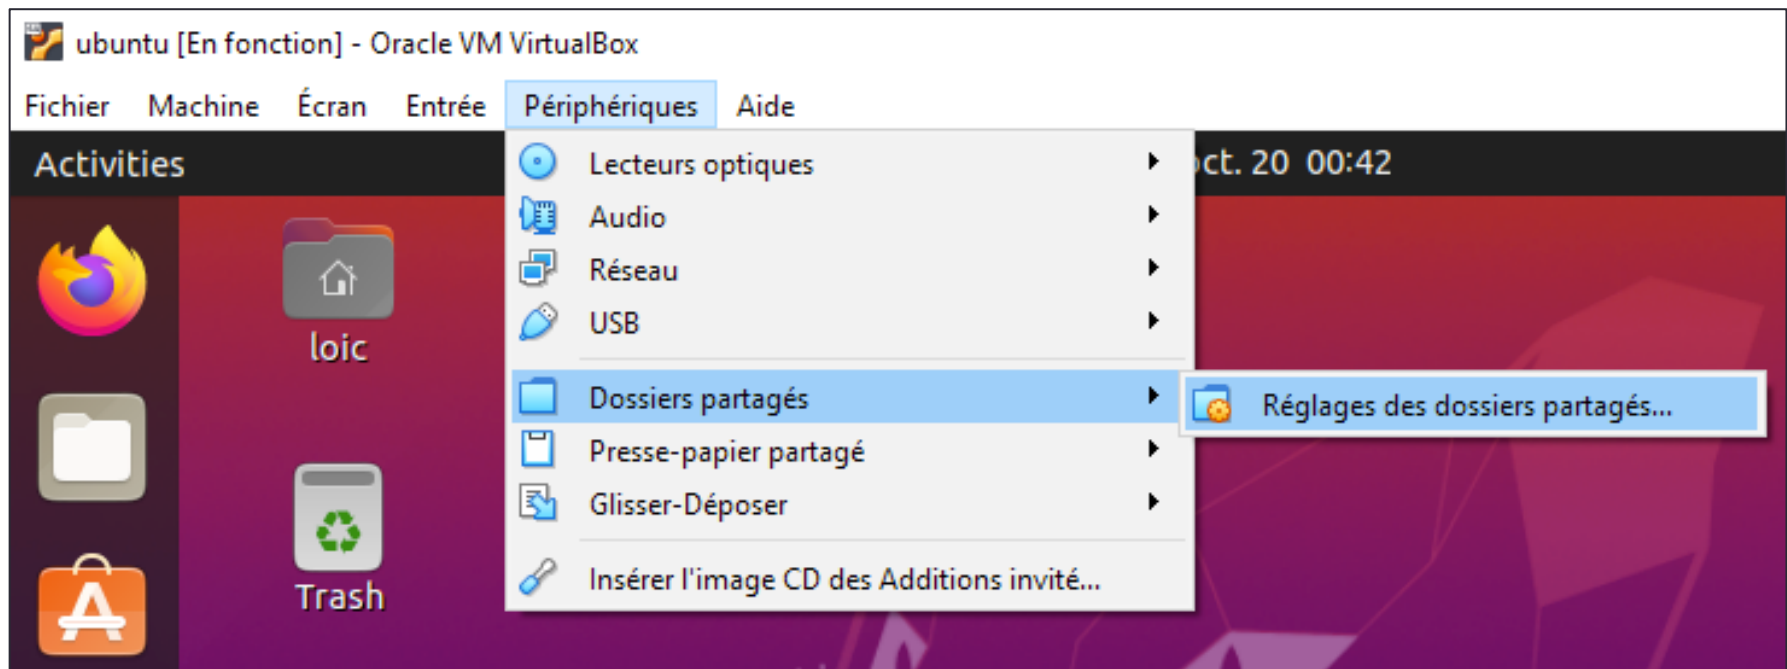 ubuntu [En fonction] - Oracle VM VirtualBox
Fichier Machine Écran Entrée Périphériques Aide
Activities
oct. 20 00:42
Lecteurs optiques
Audio
Réseau
USB
Dossiers partagés
Réglages des dossiers partagés...
Presse-papier partagé
Glisser-Déposer
Insérer l'image CD des Additions invité...
loic
Trash